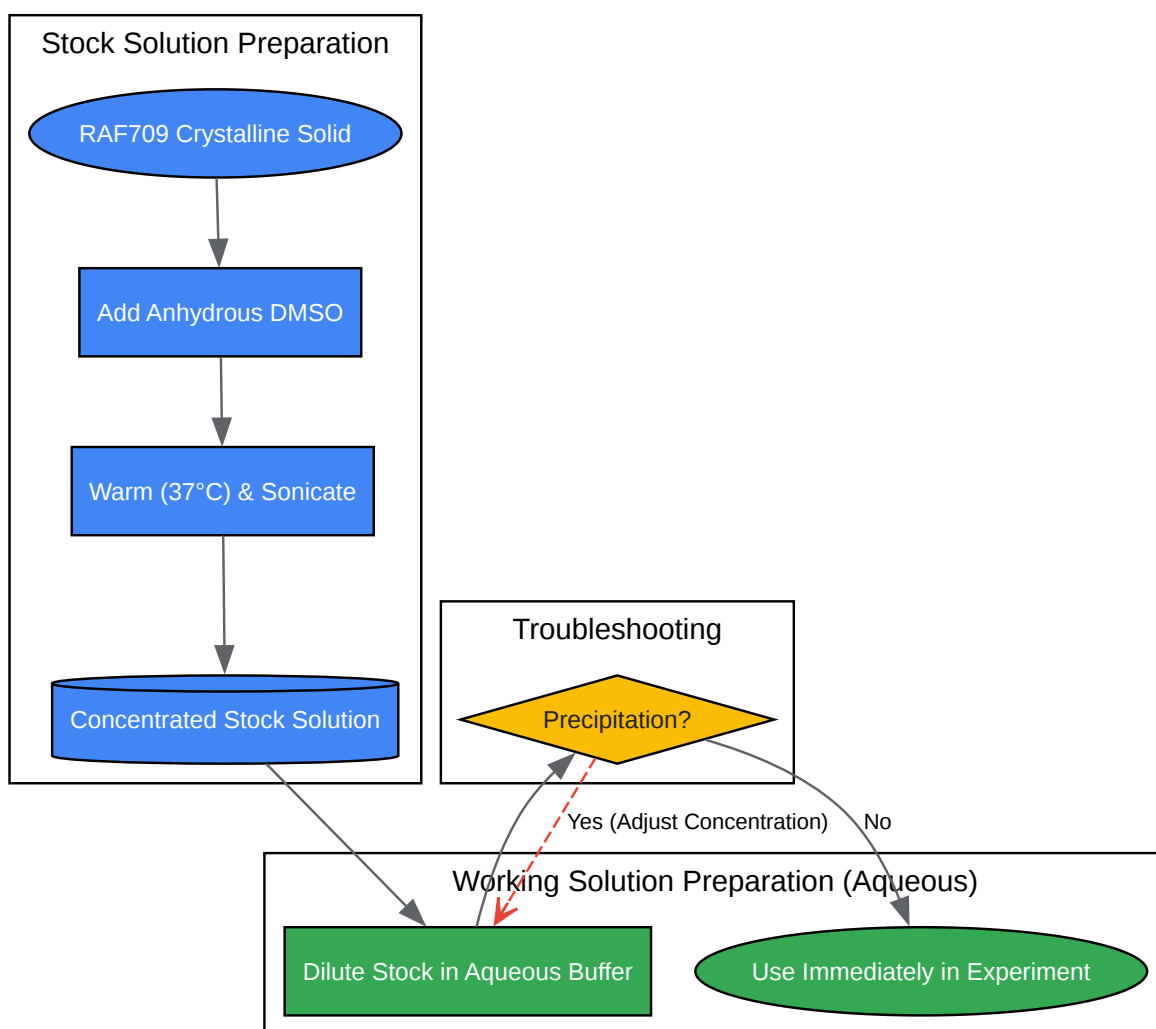 Stock Solution Preparation
RAF709 Crystalline Solid
Add Anhydrous DMSO
Warm (37°C) & Sonicate
Concentrated Stock Solution
Troubleshooting
Precipitation?
Yes (Adjust Concentration)
No
Working Solution Preparation (Aqueous)
Dilute Stock in Aqueous Buffer
Use Immediately in Experiment